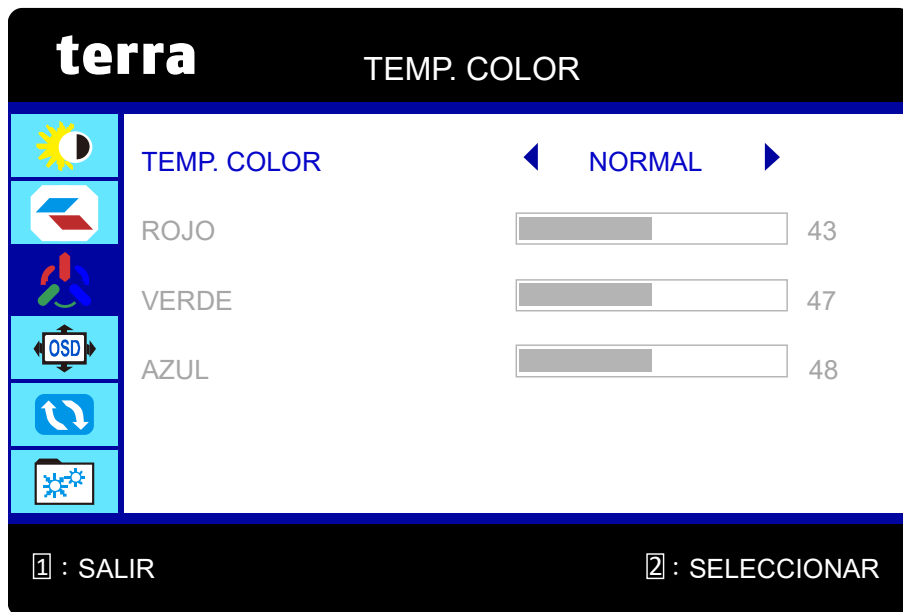 terra
TEMP. COLOR
TEMP. COLOR NORMAL
ROJO 43
VERDE 47
OSD
AZUL 48
1 : SALIR 2 : SELECCIONAR